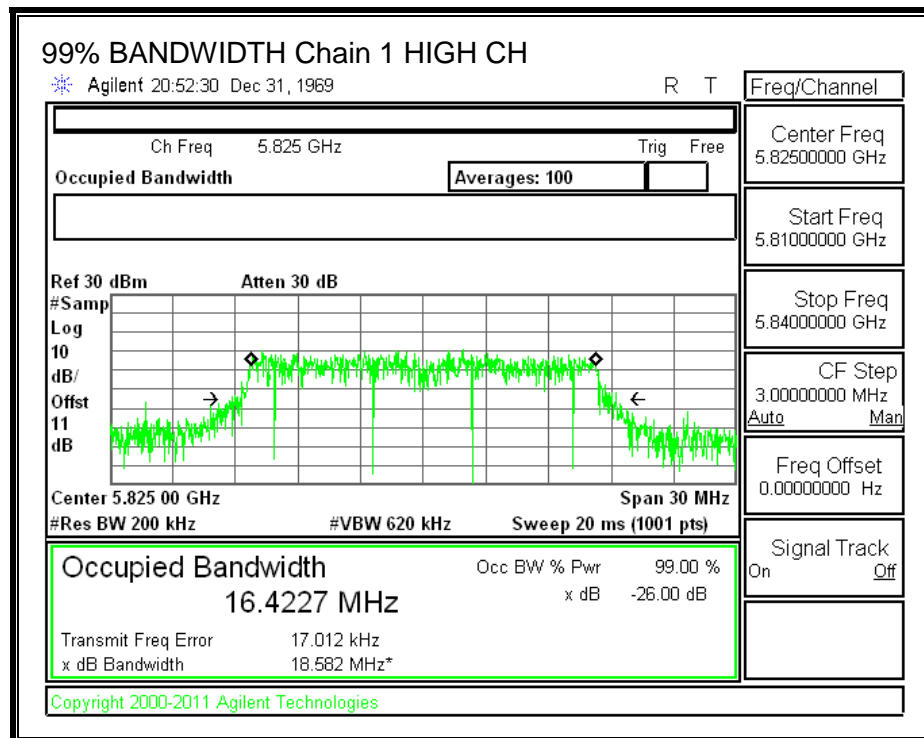 99% BANDWIDTH Chain 1 HIGH CH
Agilent 20:52:30 Dec 31, 1969
R T
Ch Freq 5.825 GHz
Trig Free
Occupied Bandwidth
Averages: 100
Ref 30 dBm
Atten 30 dB
#Samp
Log
10
dB/
Offst
11
dB
Center 5.825 00 GHz
Span 30 MHz
#Res BW 200 kHz
#VBW 620 kHz
Sweep 20 ms (1001 pts)
Occupied Bandwidth
16.4227 MHz
Occ BW % Pwr 99.00 %
x dB -26.00 dB
Transmit Freq Error 17.012 kHz
x dB Bandwidth 18.582 MHz*
Copyright 2000-2011 Agilent Technologies
Freq/Channel
Center Freq
5.82500000 GHz
Start Freq
5.81000000 GHz
Stop Freq
5.84000000 GHz
CF Step
3.00000000 MHz
Auto Man
Freq Offset
0.00000000 Hz
Signal Track
On Off